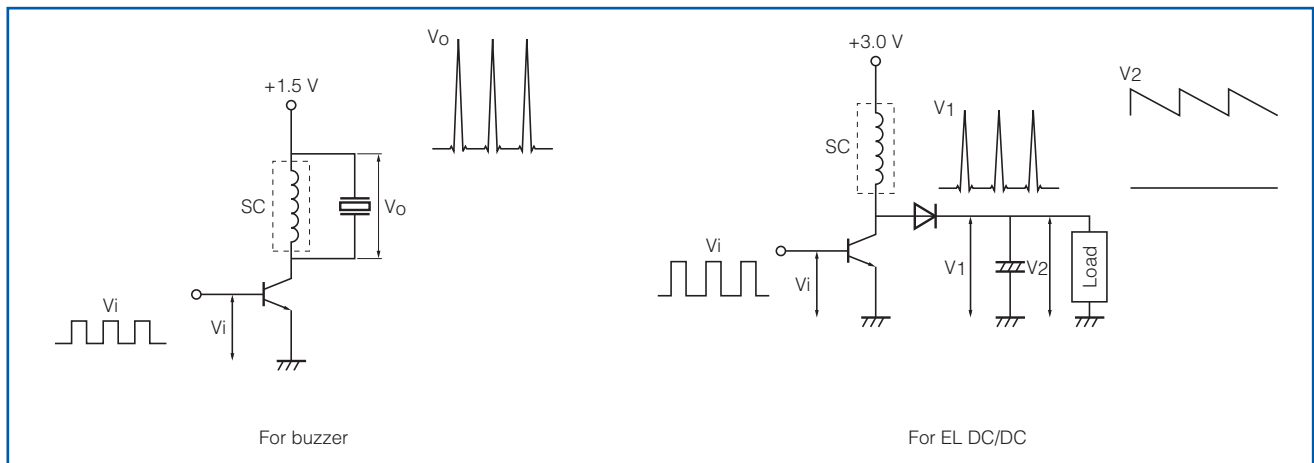 Vo
+1.5 V
SC
Vo
Vi
Vi
For buzzer
+3.0 V
V2
V1
SC
Vi
Vi
V1
V2
Load
For EL DC/DC